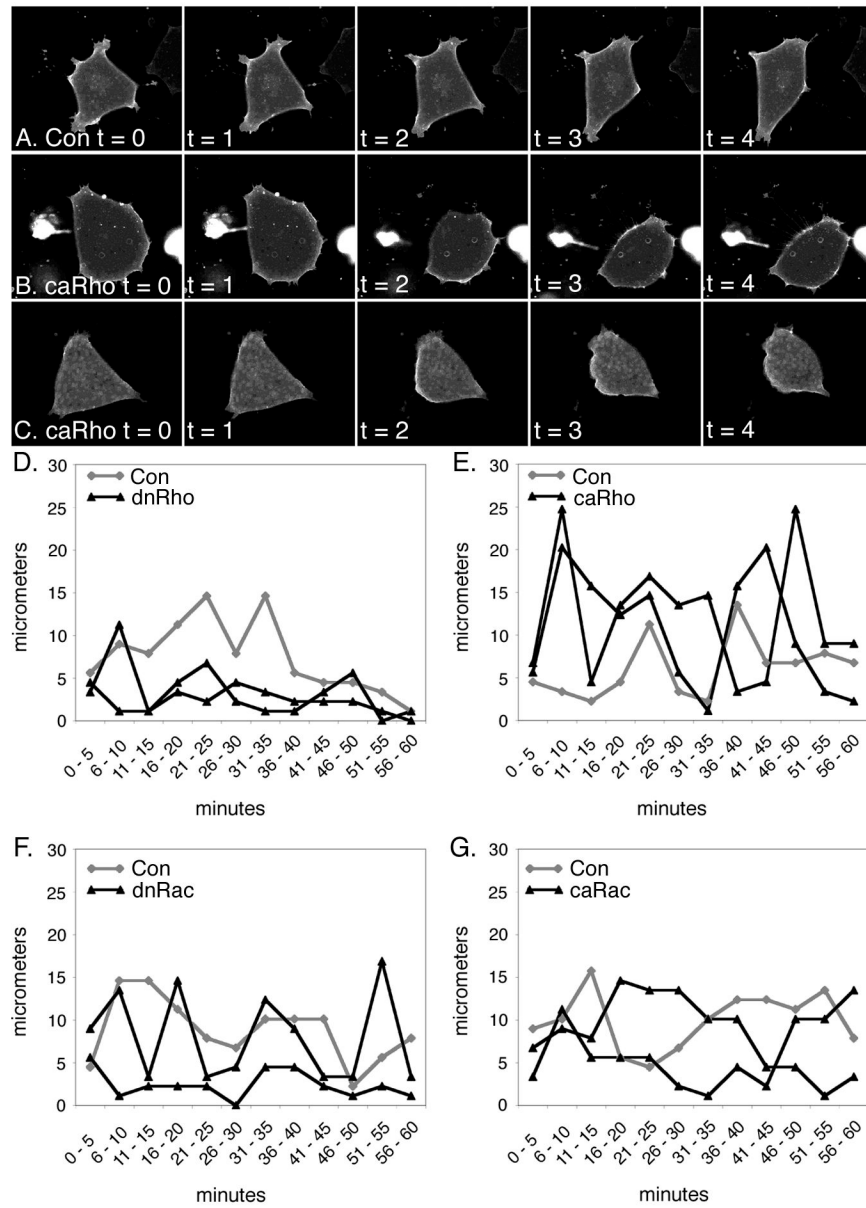 A. Con t = 0 t = 1 t = 2 t = 3 t = 4
B. caRho t = 0 t = 1 t = 2 t = 3 t = 4
C. caRho t = 0 t = 1 t = 2 t = 3 t = 4
D.
Con
dnRho
30
25
20
15
10
5
0
micrometers
0 - 5
6 - 10
11 - 15
16 - 20
21 - 25
26 - 30
31 - 35
36 - 40
41 - 45
46 - 50
51 - 55
56 - 60
minutes
E.
Con
caRho
30
25
20
15
10
5
0
micrometers
0 - 5
6 - 10
11 - 15
16 - 20
21 - 25
26 - 30
31 - 35
36 - 40
41 - 45
46 - 50
51 - 55
56 - 60
minutes
F.
Con
dnRac
30
25
20
15
10
5
0
micrometers
0 - 5
6 - 10
11 - 15
16 - 20
21 - 25
26 - 30
31 - 35
36 - 40
41 - 45
46 - 50
51 - 55
56 - 60
minutes
G.
Con
caRac
30
25
20
15
10
5
0
micrometers
0 - 5
6 - 10
11 - 15
16 - 20
21 - 25
26 - 30
31 - 35
36 - 40
41 - 45
46 - 50
51 - 55
56 - 60
minutes